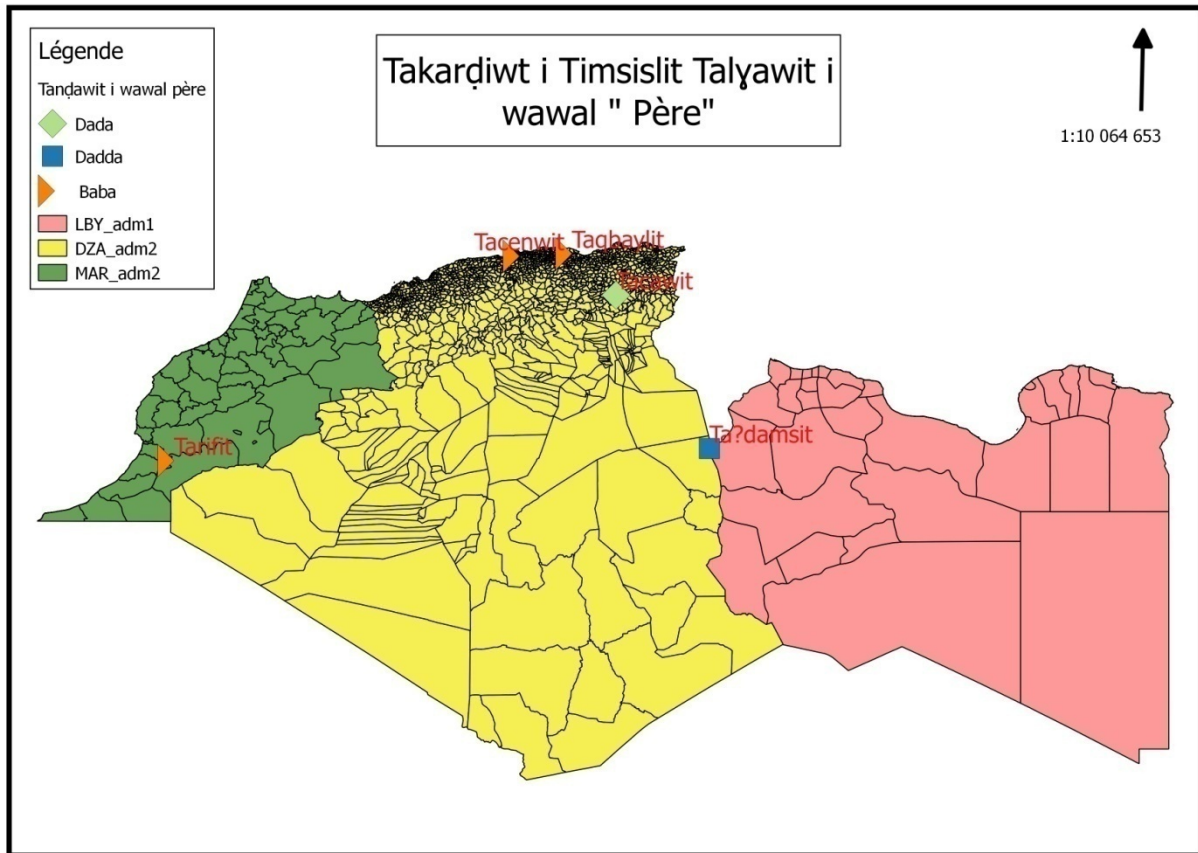 Légende
Tanḍawit i wawal père
Dada
Dadda
Baba
LBY_adm1
DZA_adm2
MAR_adm2
Takarḍiwt i Timsislit Talɣawit i
wawal " Père"
1:10 064 653
Tacenwit
Taqbaylit
Tacawit
Ta?damsit
Tarifit